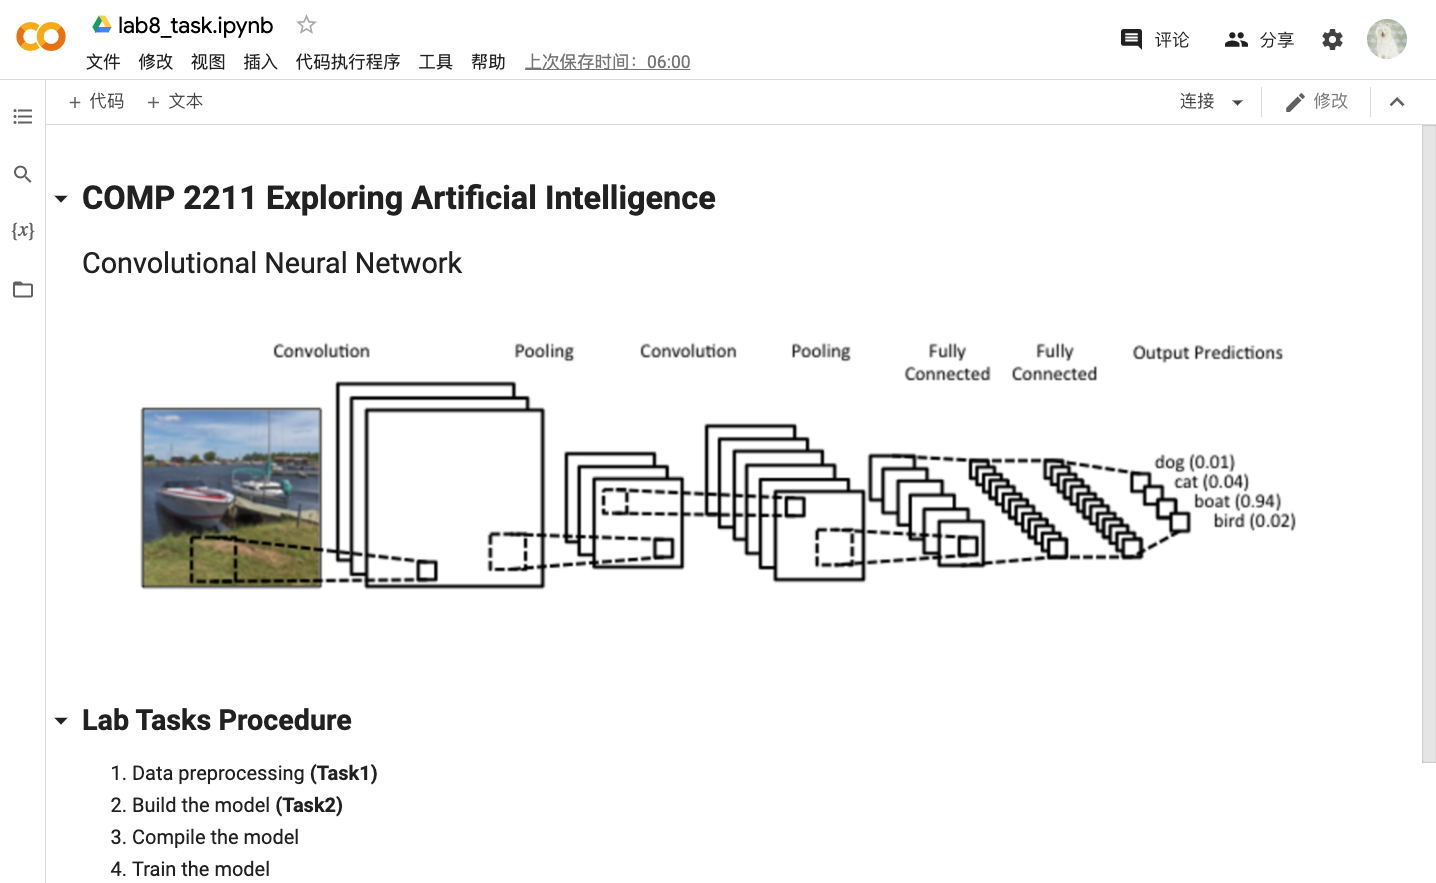 lab8_task.ipynb
文件 修改 视图 插入 代码执行程序 工具 帮助 上次保存时间：06:00
评论 分享
+ 代码 + 文本
连接 修改
{x}
COMP 2211 Exploring Artificial Intelligence
Convolutional Neural Network
Convolution Pooling Convolution Pooling Fully Connected Fully Connected Output Predictions
dog (0.01)
cat (0.04)
boat (0.94)
bird (0.02)
Lab Tasks Procedure
1. Data preprocessing (Task1)
2. Build the model (Task2)
3. Compile the model
4. Train the model